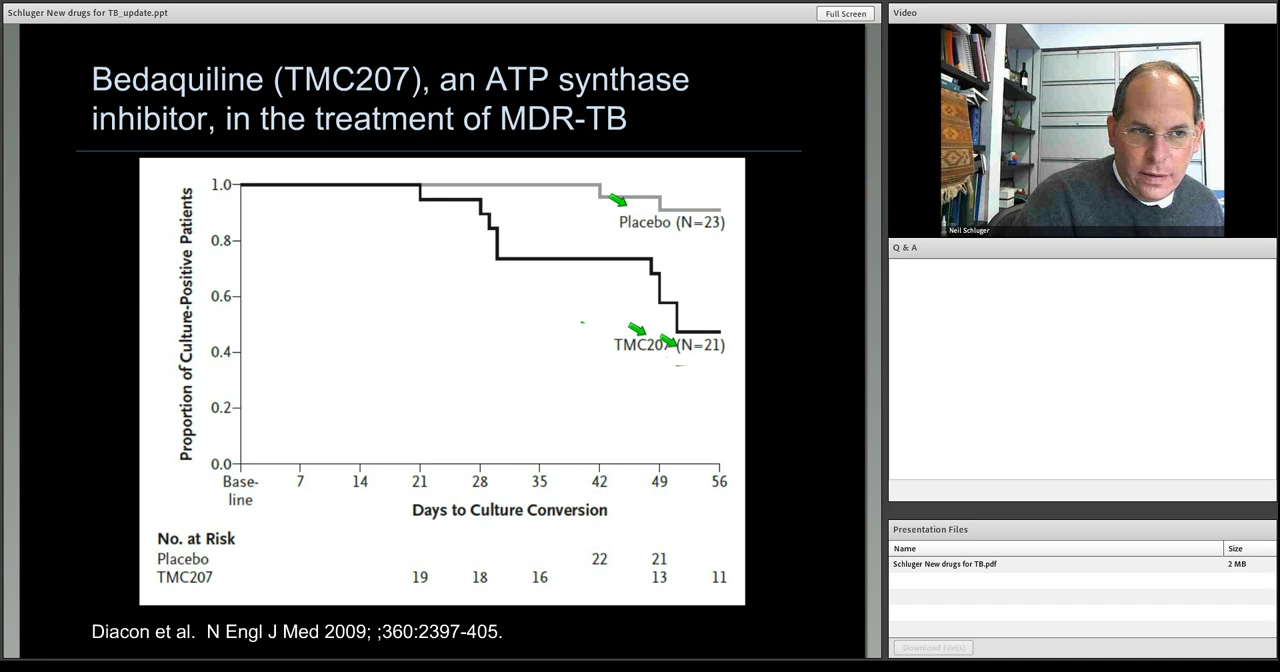 Schluger New drugs for TB_update.ppt
Full Screen
Bedaquiline (TMC207), an ATP synthase
inhibitor, in the treatment of MDR-TB
Proportion of Culture-Positive Patients
1.0
0.8
0.6
0.4
0.2
0.0
Placebo (N=23)
TMC207 (N=21)
Base-
line
7 14 21 28 35 42 49 56
Days to Culture Conversion
No. at Risk
Placebo 22 21
TMC207 19 18 16 13 11
Diacon et al. N Engl J Med 2009; ;360:2397-405.
Video
Neil Schluger
Q & A
Presentation Files
Name Size
Schluger New drugs for TB.pdf 2 MB
Download File(s)